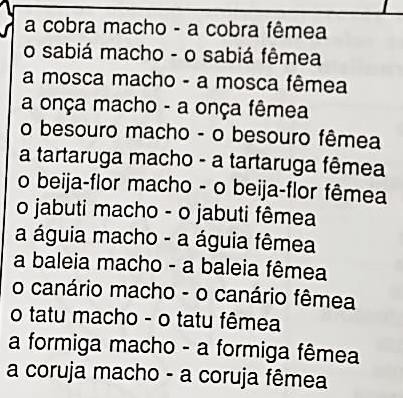 a cobra macho - a cobra fêmea
o sabiá macho - o sabiá fêmea
a mosca macho - a mosca fêmea
a onça macho - a onça fêmea
o besouro macho - o besouro fêmea
a tartaruga macho - a tartaruga fêmea
o beija-flor macho - o beija-flor fêmea
o jabuti macho - o jabuti fêmea
a águia macho - a águia fêmea
a baleia macho - a baleia fêmea
o canário macho - o canário fêmea
o tatu macho - o tatu fêmea
a formiga macho - a formiga fêmea
a coruja macho - a coruja fêmea